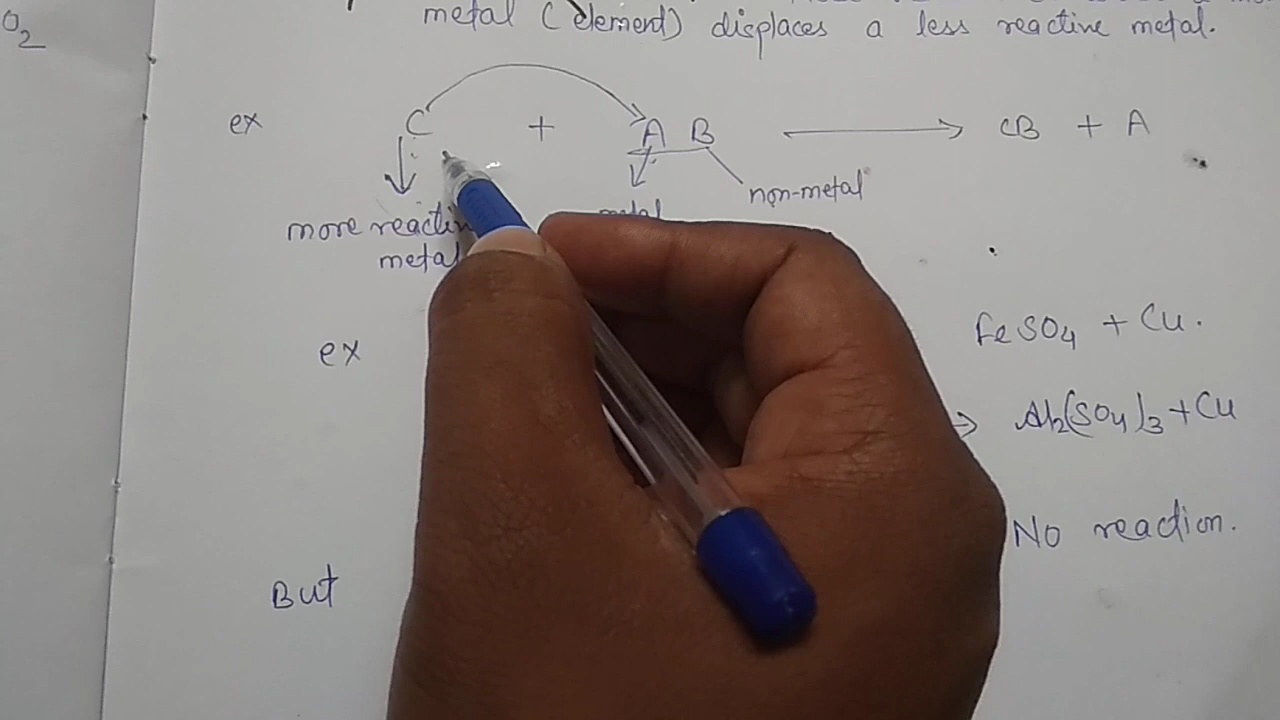 O2
metal (element) displaces a less reactive metal.
ex C + A B ⟶ CB + A
non-metal
more
metal metal
ex FeSO4 + Cu.
→ Al2(SO4)3 + Cu
No reaction.
But